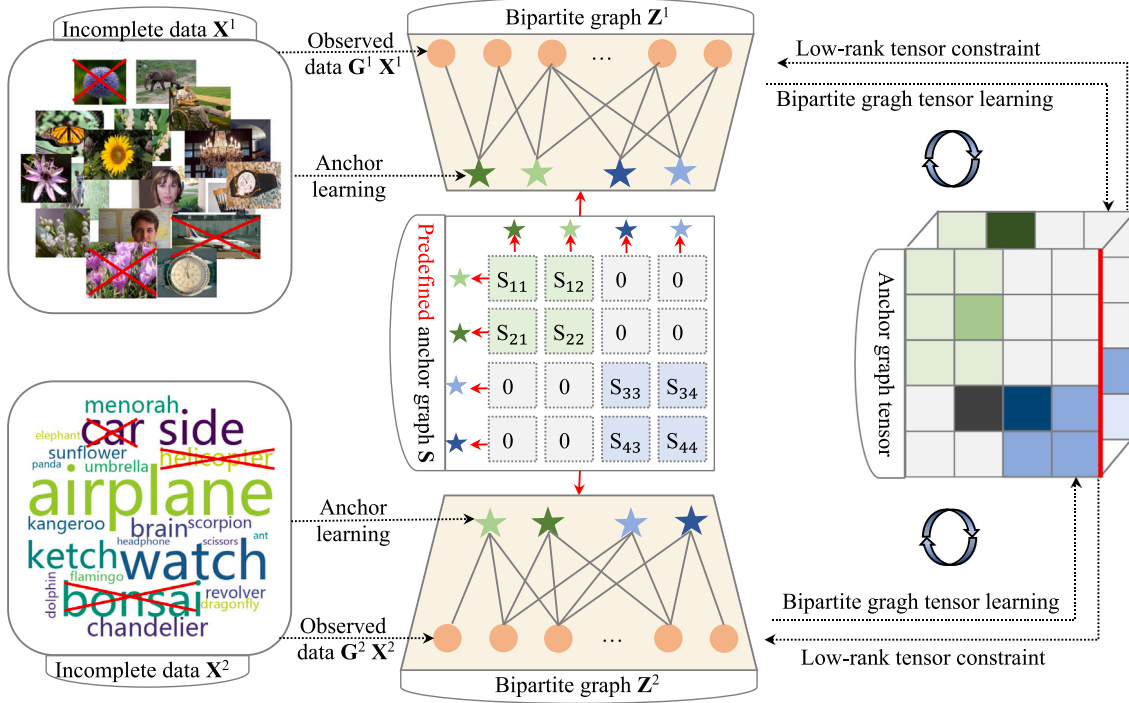 Incomplete data X¹
Observed
data G¹ X¹
Anchor
learning
Bipartite graph Z¹
...
Low-rank tensor constraint
Bipartite gragh tensor learning
Predefined anchor graph S
S₁₁ S₁₂ 0 0
S₂₁ S₂₂ 0 0
0 0 S₃₃ S₃₄
0 0 S₄₃ S₄₄
Anchor graph tensor
menorah
car side
elephant
sunflower
helicopter
panda
umbrella
airplane
kangaroo
brain
scorpion
headphone
scissors
ant
ketch
watch
flamingo
dolphin
bonsai
revolver
dragonfly
chandelier
Incomplete data X²
Anchor
learning
Observed
data G² X²
...
Bipartite graph Z²
Bipartite gragh tensor learning
Low-rank tensor constraint